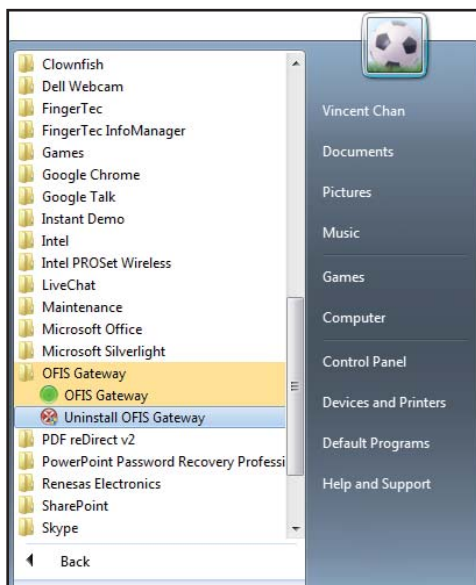 Clownfish
Dell Webcam
FingerTec
FingerTec InfoManager
Games
Google Chrome
Google Talk
Instant Demo
Intel
Intel PROSet Wireless
LiveChat
Maintenance
Microsoft Office
Microsoft Silverlight
OFIS Gateway
OFIS Gateway
Uninstall OFIS Gateway
PDF reDirect v2
PowerPoint Password Recovery Professi
Renesas Electronics
SharePoint
Skype
Back
Vincent Chan
Documents
Pictures
Music
Games
Computer
Control Panel
Devices and Printers
Default Programs
Help and Support